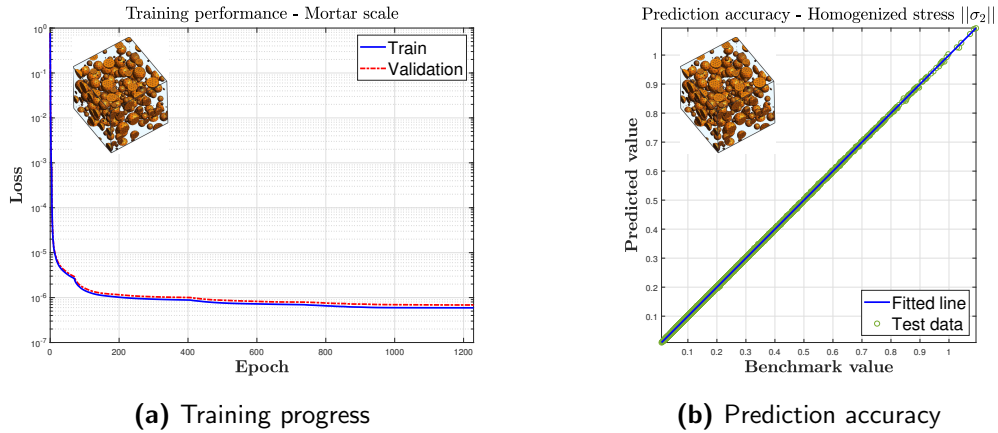 Training performance - Mortar scale
10^0
10^-1
10^-2
10^-3
10^-4
10^-5
10^-6
10^-7
Loss
Train
Validation
0
200
400
600
800
1000
1200
Epoch
(a) Training progress
Prediction accuracy - Homogenized stress ||σ_2||
1
0.9
0.8
0.7
0.6
0.5
0.4
0.3
0.2
0.1
Predicted value
Fitted line
Test data
0.1
0.2
0.3
0.4
0.5
0.6
0.7
0.8
0.9
1
Benchmark value
(b) Prediction accuracy